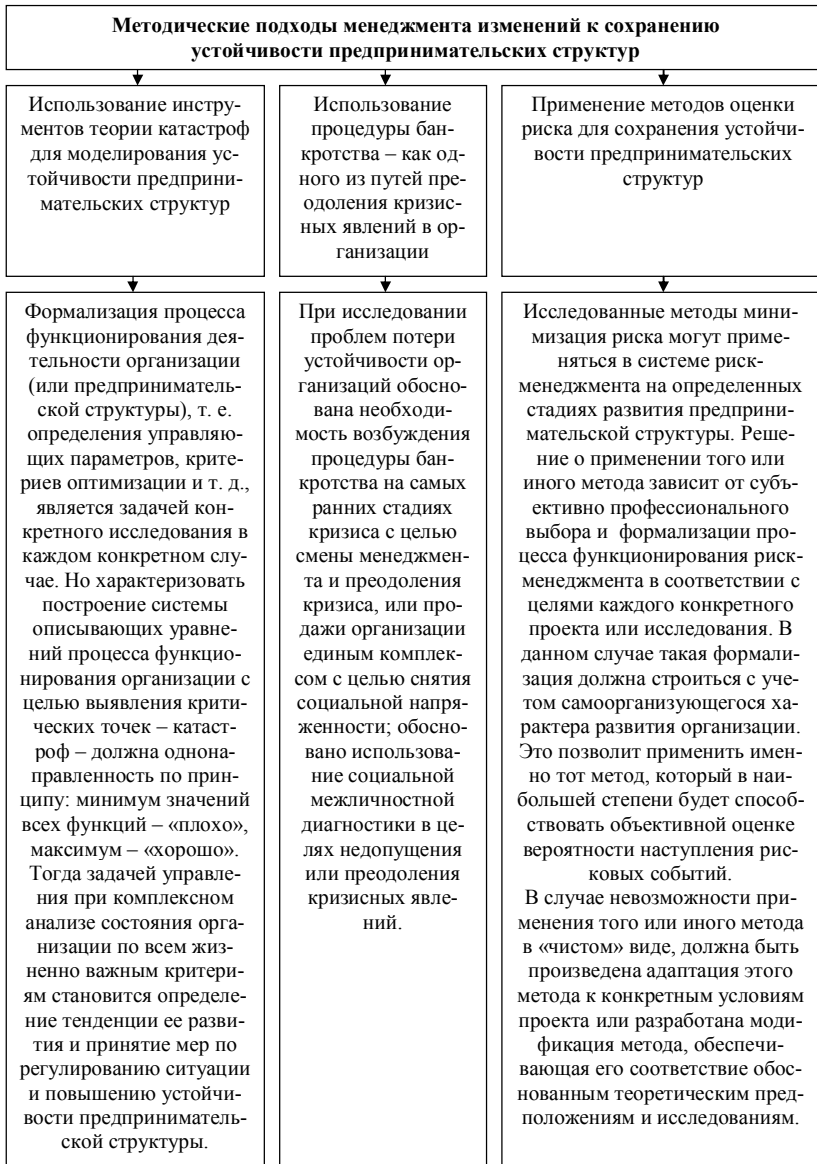 Методические подходы менеджмента изменений к сохранению
устойчивости предпринимательских структур
Использование инстру-
ментов теории катастроф
для моделирования ус-
тойчивости предприни-
мательских структур
Использование
процедуры бан-
кротства – как од-
ного из путей пре-
одоления кризис-
ных явлений в ор-
ганизации
Применение методов оценки
риска для сохранения устойчи-
вости предпринимательских
структур
Формализация процесса
функционирования дея-
тельности организации
(или предприниматель-
ской структуры), т. е.
определения управляю-
щих параметров, крите-
риев оптимизации и т. д.,
является задачей кон-
кретного исследования в
каждом конкретном слу-
чае. Но характеризовать
построение системы
описывающих уравне-
ний процесса функцио-
нирования организации с
целью выявления крити-
ческих точек – катаст-
роф – должна однона-
правленность по прин-
ципу: минимум значений
всех функций – «плохо»,
максимум – «хорошо».
Тогда задачей управле-
ния при комплексном
анализе состояния орга-
низации по всем жиз-
ненно важным критери-
ям становится определе-
ние тенденции ее разви-
тия и принятие мер по
регулированию ситуации
и повышению устойчи-
вости предприниматель-
ской структуры.
При исследовании
проблем потери
устойчивости ор-
ганизаций обосно-
вана необходи-
мость возбуждения
процедуры бан-
кротства на самых
ранних стадиях
кризиса с целью
смены менеджмен-
та и преодоления
кризиса, или про-
дажи организации
единым комплек-
сом с целью снятия
социальной напря-
женности; обосно-
вано использова-
ние социальной
межличностной
диагностики в це-
лях недопущения
или преодоления
кризисных явле-
ний.
Исследованные методы мини-
мизация риска могут приме-
няться в системе риск-
менеджмента на определенных
стадиях развития предприни-
мательской структуры. Реше-
ние о применении того или
иного метода зависит от субъ-
ективно профессионального
выбора и формализации про-
цесса функционирования риск-
менеджмента в соответствии с
целями каждого конкретного
проекта или исследования. В
данном случае такая формали-
зация должна строиться с уче-
том самоорганизующегося ха-
рактера развития организации.
Это позволит применить имен-
но тот метод, который в наи-
большей степени будет способ-
ствовать объективной оценке
вероятности наступления рис-
ковых событий.
В случае невозможности при-
менения того или иного метода
в «чистом» виде, должна быть
произведена адаптация этого
метода к конкретным условиям
проекта или разработана моди-
фикация метода, обеспечи-
вающая его соответствие обос-
нованным теоретическим пред-
положениям и исследованиям.